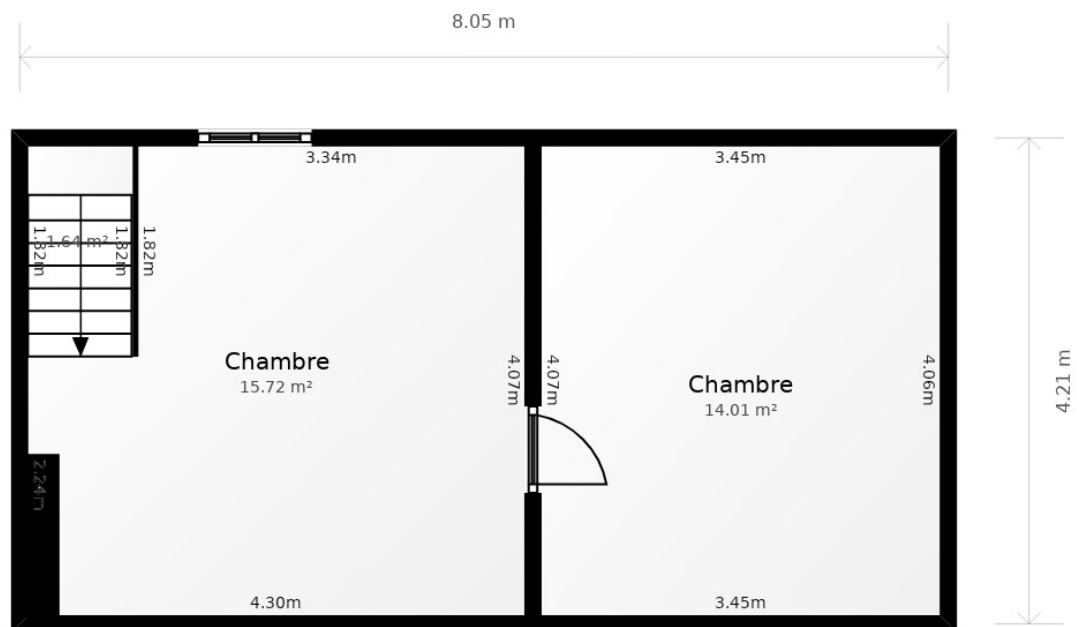 8.05 m
3.34m
3.45m
1.82m
1.64 m²
1.82m
1.82m
Chambre
15.72 m²
4.07m
4.07m
Chambre
14.01 m²
4.06m
4.21 m
2.24m
4.30m
3.45m